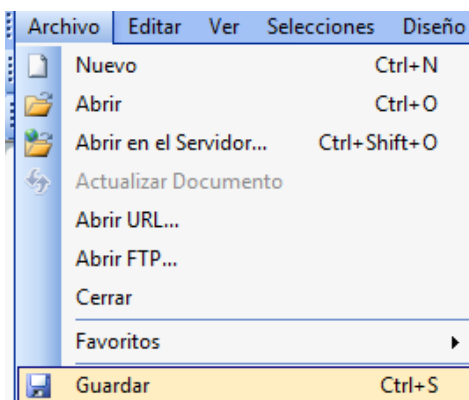 Archivo Editar Ver Selecciones Diseño
Nuevo Ctrl+N
Abrir Ctrl+O
Abrir en el Servidor... Ctrl+Shift+O
Actualizar Documento
Abrir URL...
Abrir FTP...
Cerrar
Favoritos
Guardar Ctrl+S